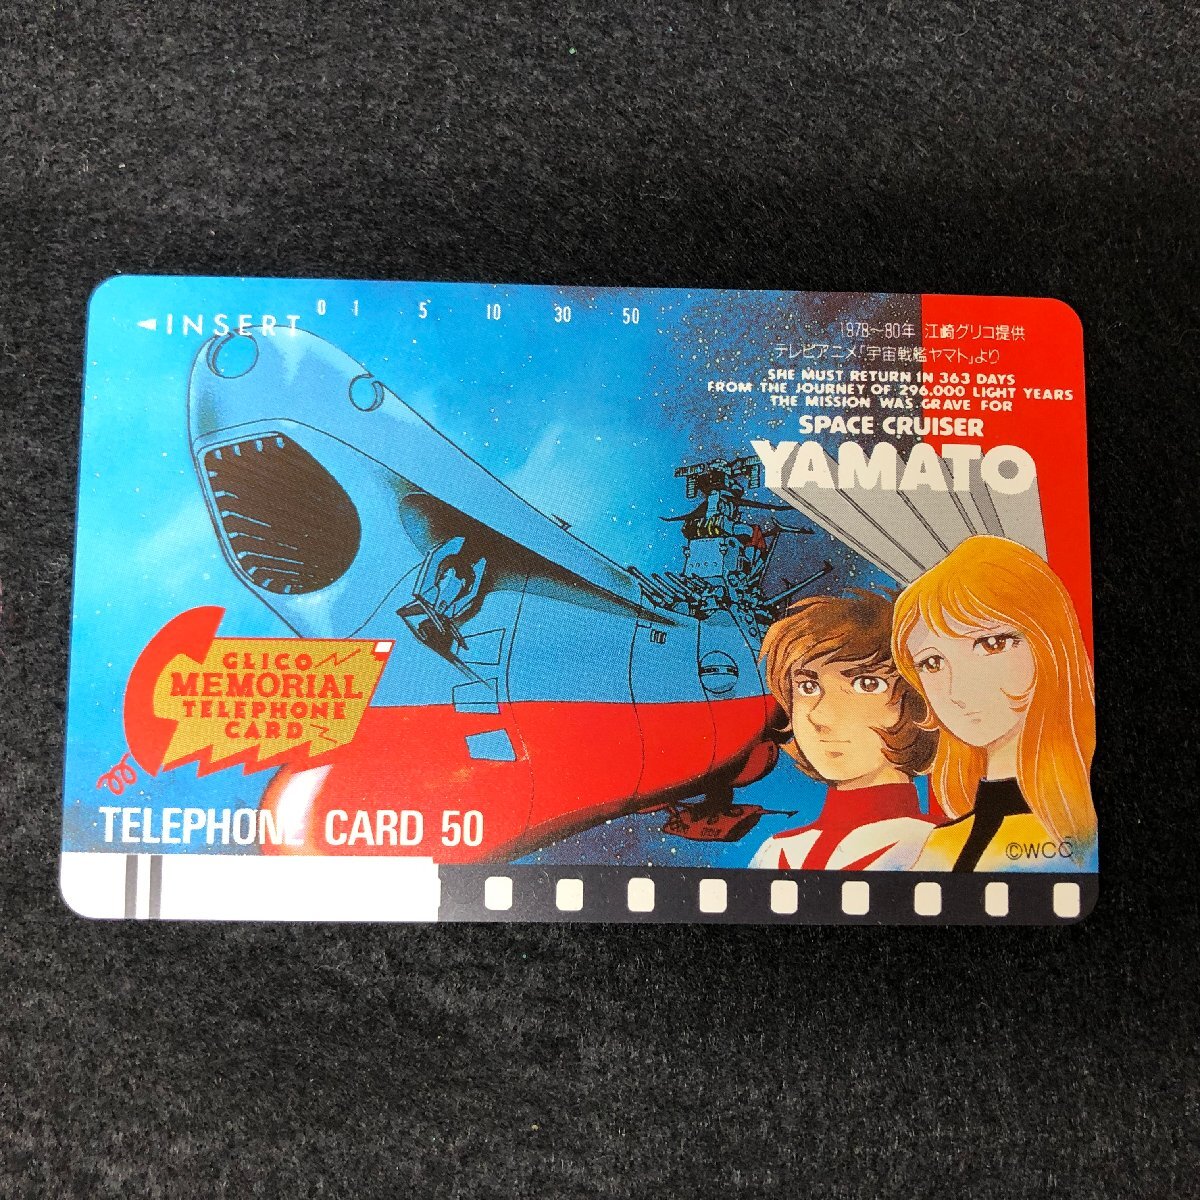 ◄INSERT
0 1 5 10 30 50
1978〜80年 江崎グリコ提供
テレビアニメ「宇宙戦艦ヤマト」より
SHE MUST RETURN IN 363 DAYS
FROM THE JOURNEY OF 296.000 LIGHT YEARS
THE MISSION WAS GRAVE FOR
SPACE CRUISER
YAMATO
GLICO
MEMORIAL
TELEPHONE
CARD
TELEPHONE CARD 50
©WCC